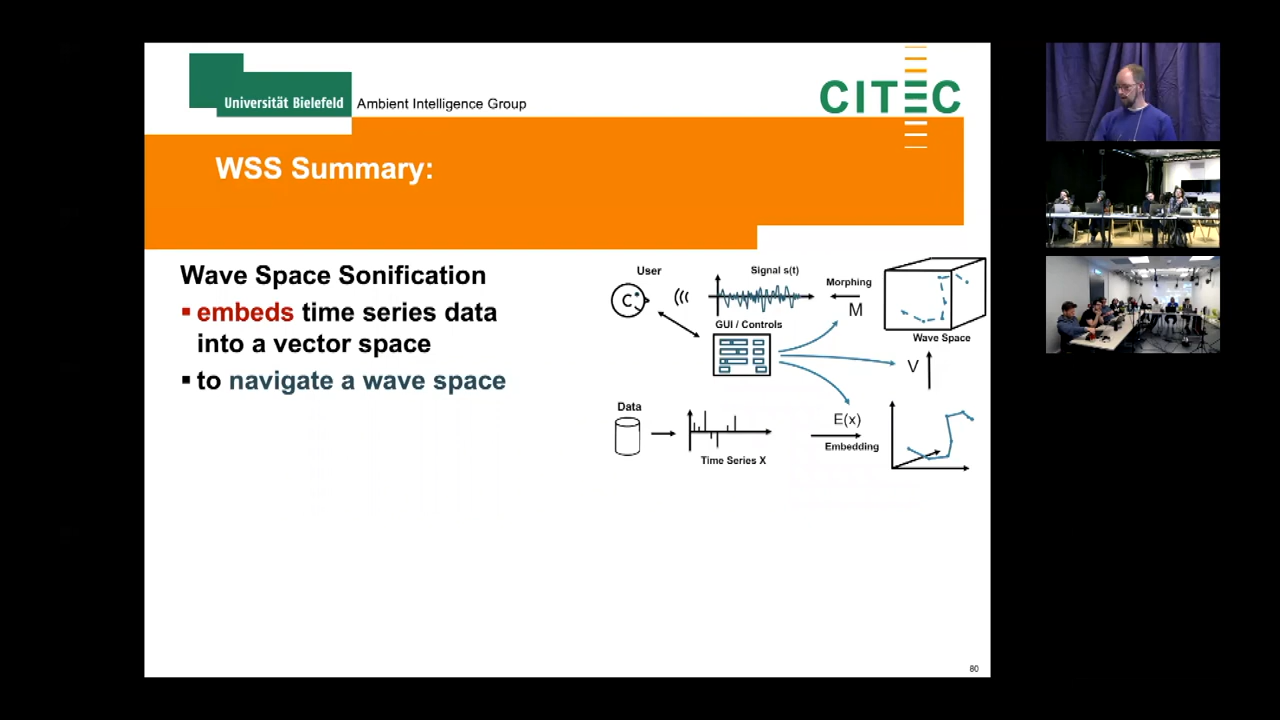 Universität Bielefeld
Ambient Intelligence Group
CITEC
WSS Summary:
Wave Space Sonification
embeds time series data
into a vector space
to navigate a wave space
User
Signal s(t)
Morphing
M
GUI / Controls
Wave Space
V
Data
E(x)
Embedding
Time Series X
80